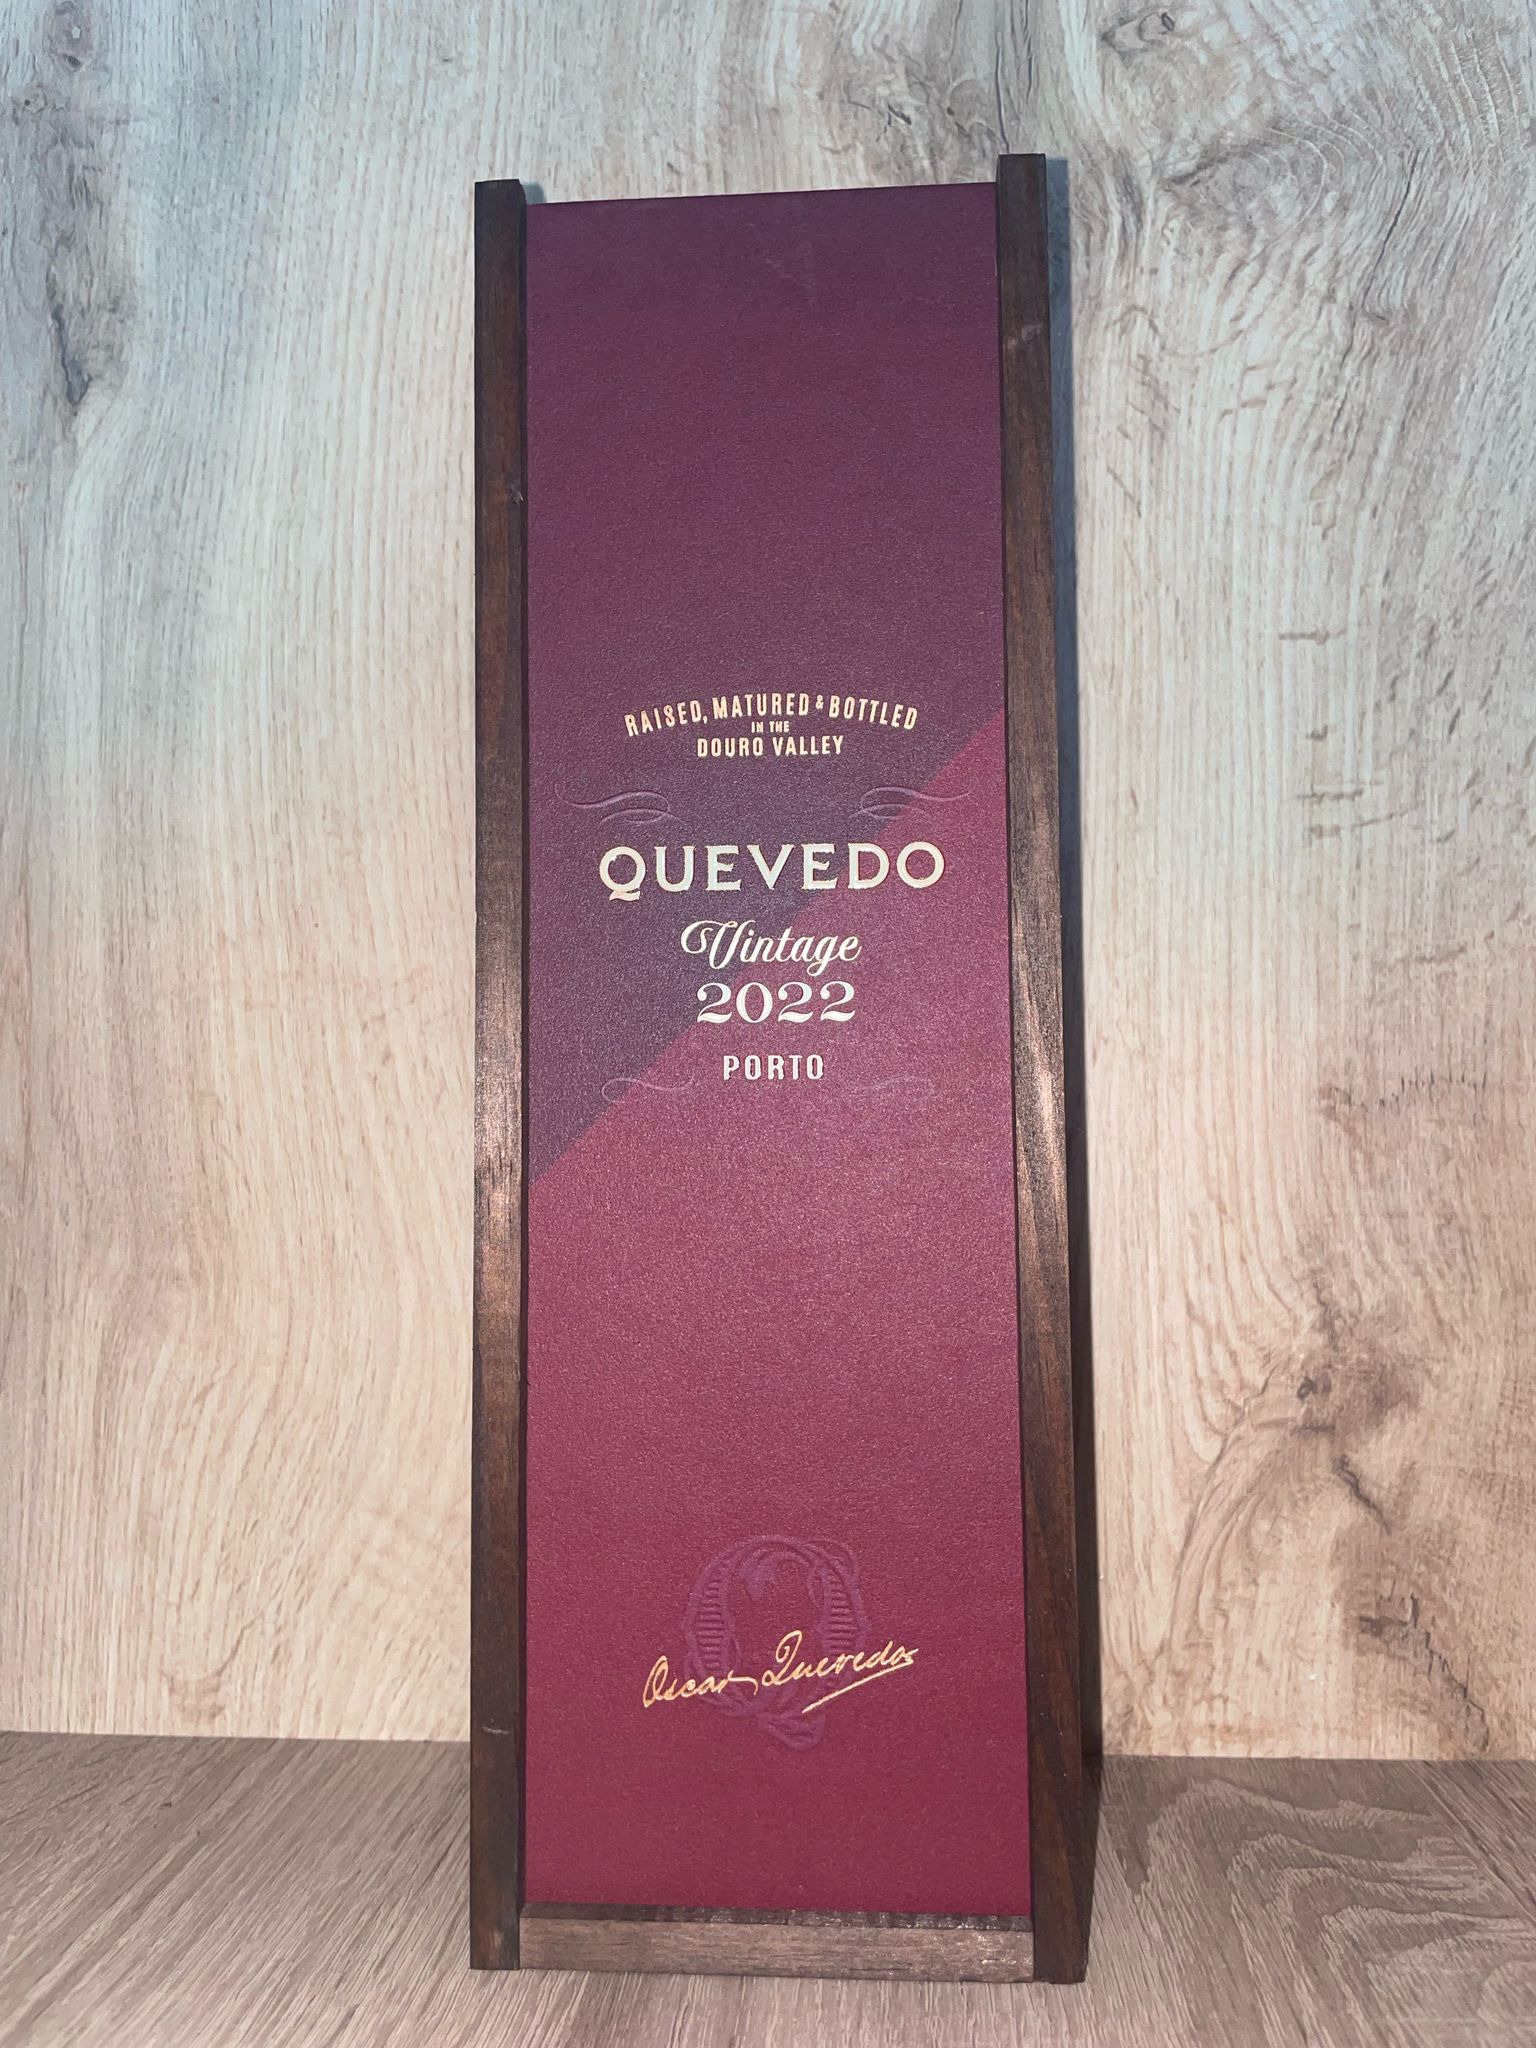 RAISED, MATURED & BOTTLED
IN THE
DOURO VALLEY
QUEVEDO
Vintage
2022
PORTO
Q
Oscar Quevedo